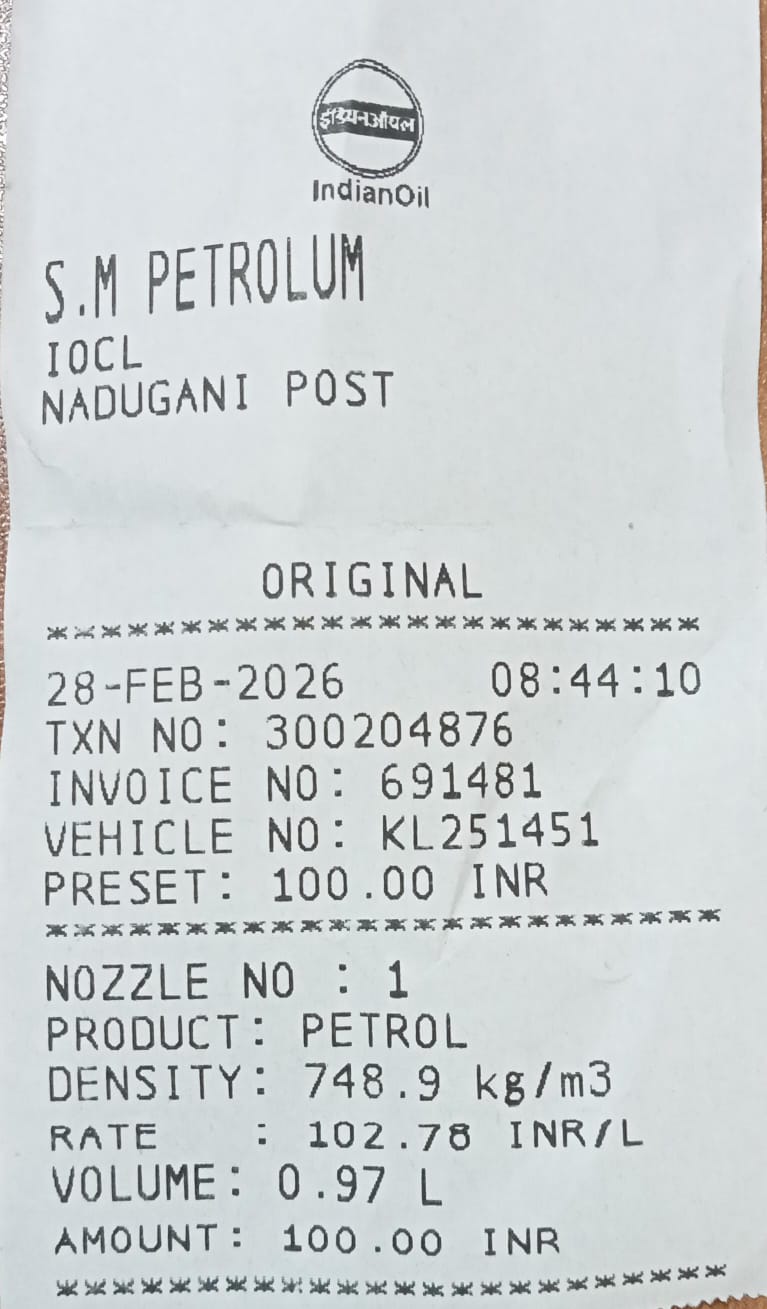 इंडियनऑयल
IndianOil
S.M PETROLUM
IOCL
NADUGANI POST
ORIGINAL
************************
28-FEB-2026 08:44:10
TXN NO: 300204876
INVOICE NO: 691481
VEHICLE NO: KL251451
PRESET: 100.00 INR
************************
NOZZLE NO : 1
PRODUCT: PETROL
DENSITY: 748.9 kg/m3
RATE : 102.78 INR/L
VOLUME: 0.97 L
AMOUNT: 100.00 INR
************************